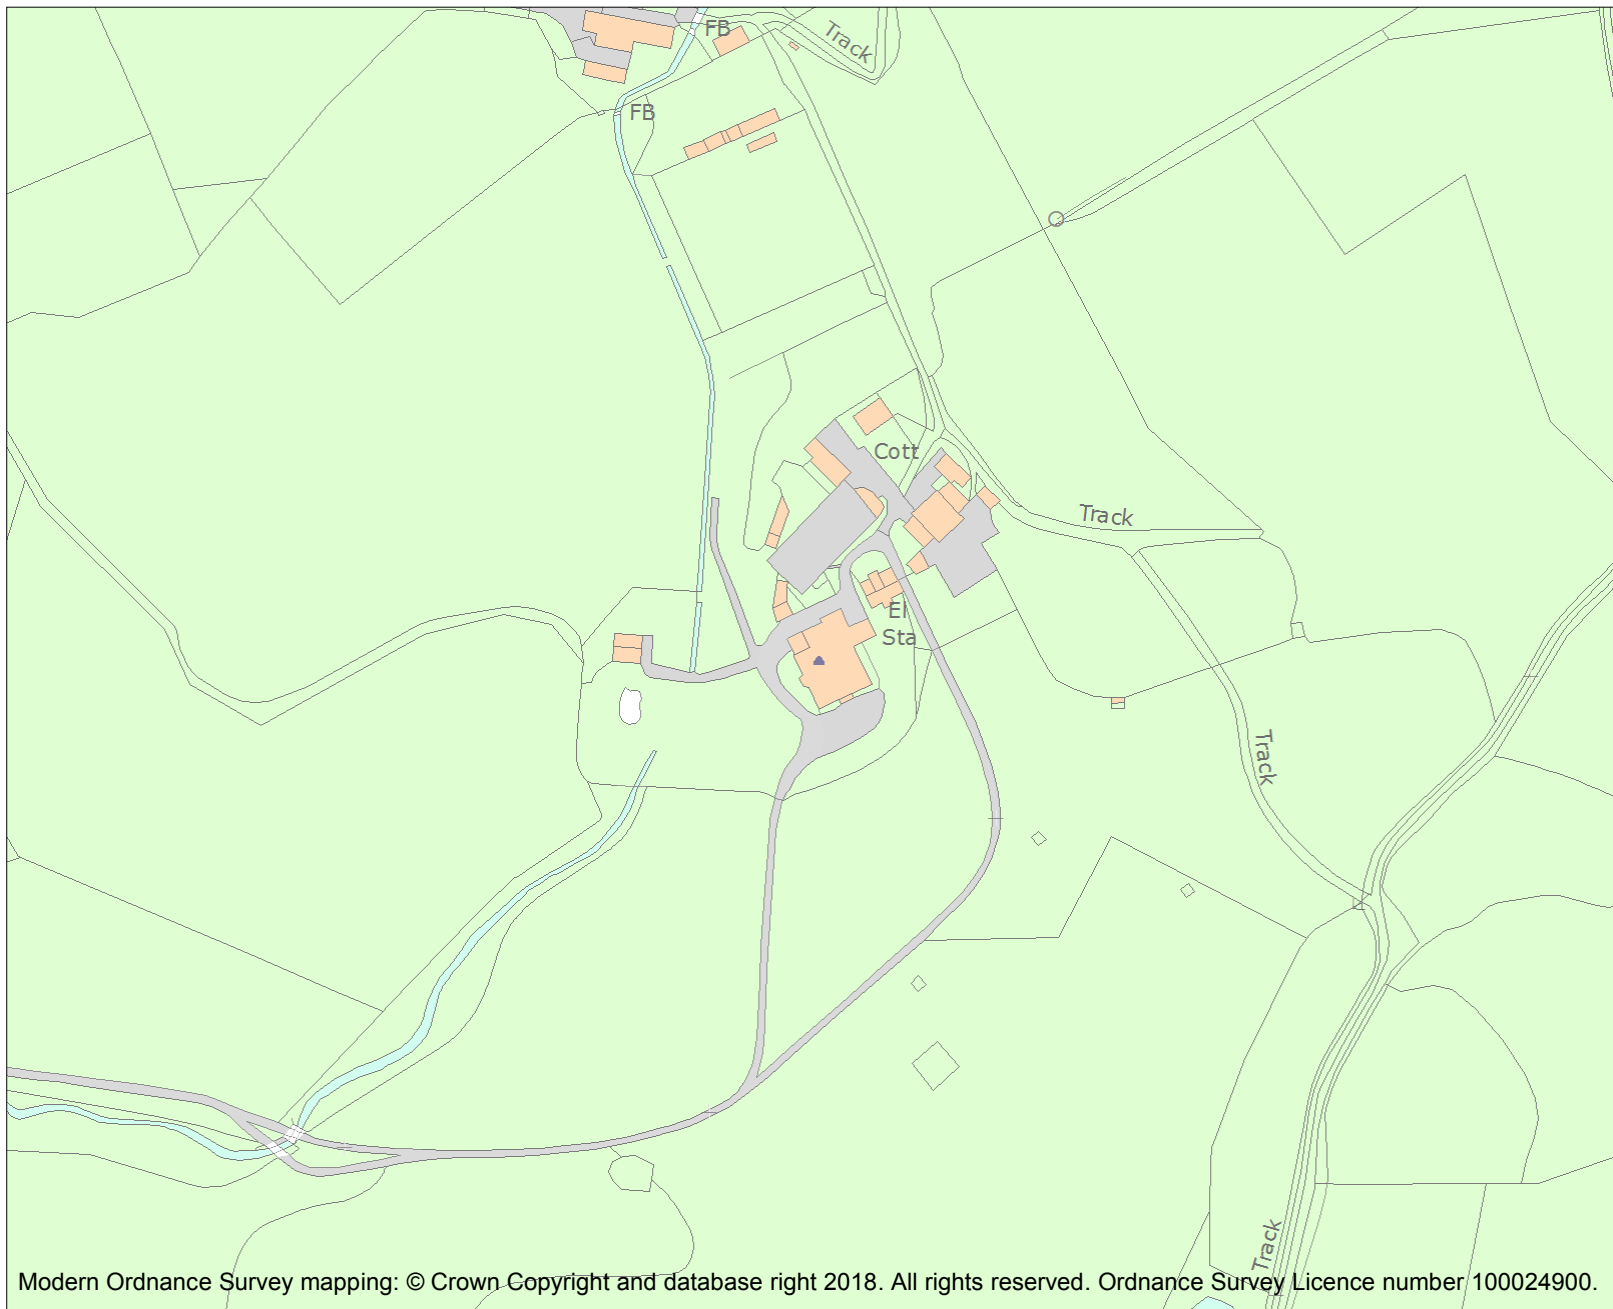 FB
Track
FB
Cott
Track
El
Sta
Track
Track
Modern Ordnance Survey mapping: © Crown Copyright and database right 2018. All rights reserved. Ordnance Survey Licence number 100024900.